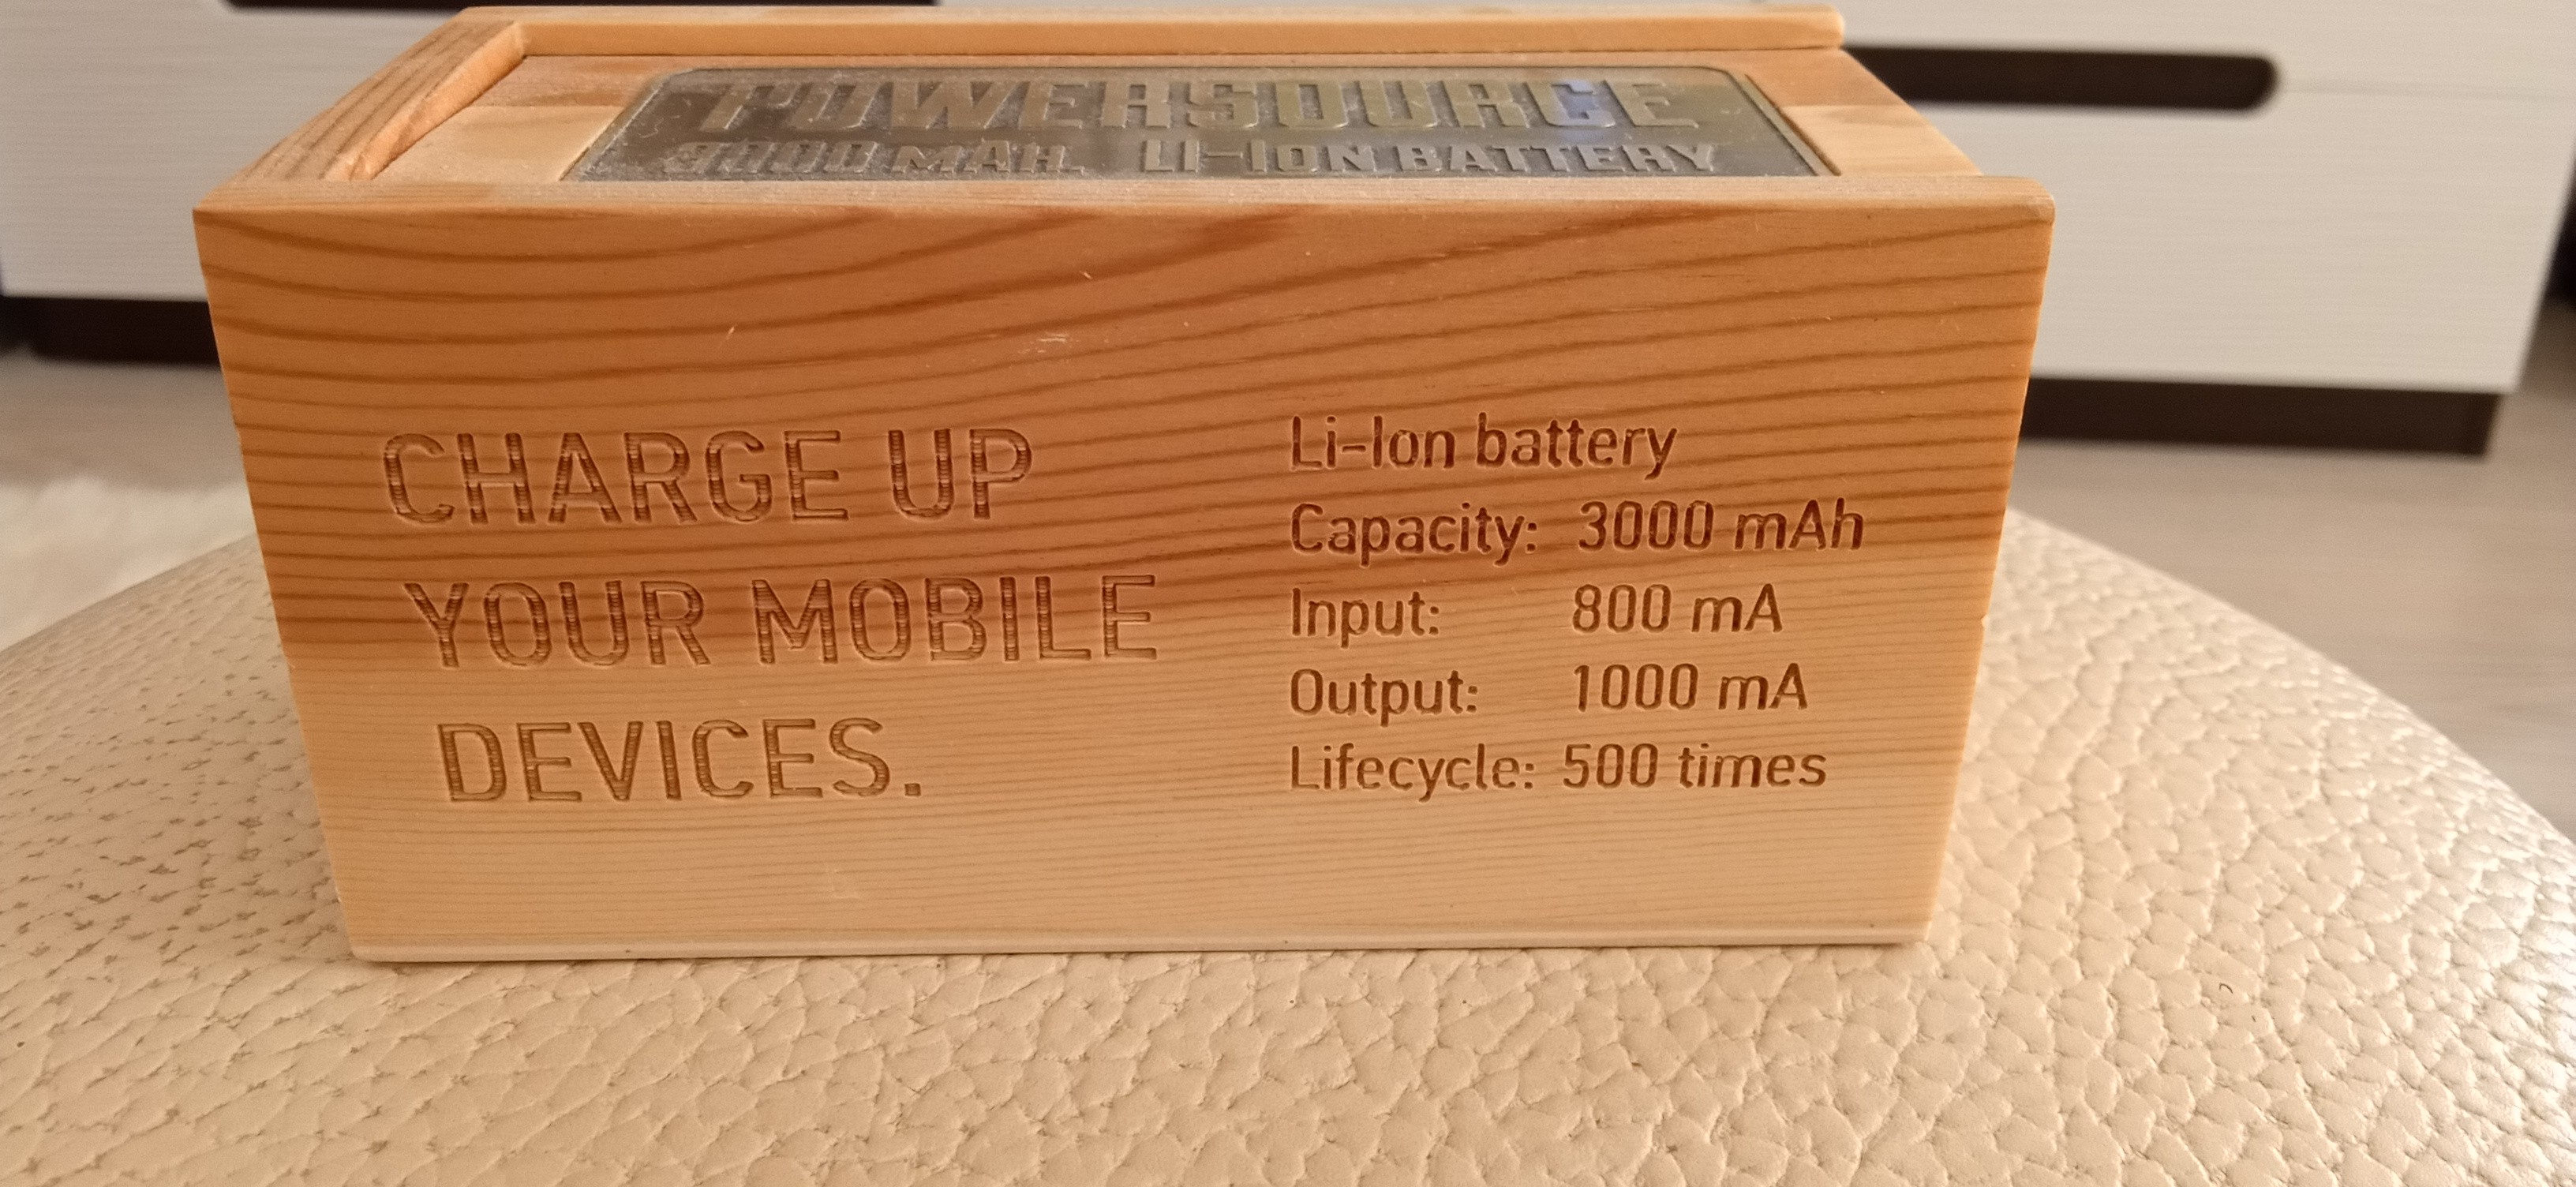 POWERSOURCE
3000 MAH. LI-ION BATTERY
CHARGE UP
YOUR MOBILE
DEVICES.
Li-Ion battery
Capacity: 3000 mAh
Input: 800 mA
Output: 1000 mA
Lifecycle: 500 times